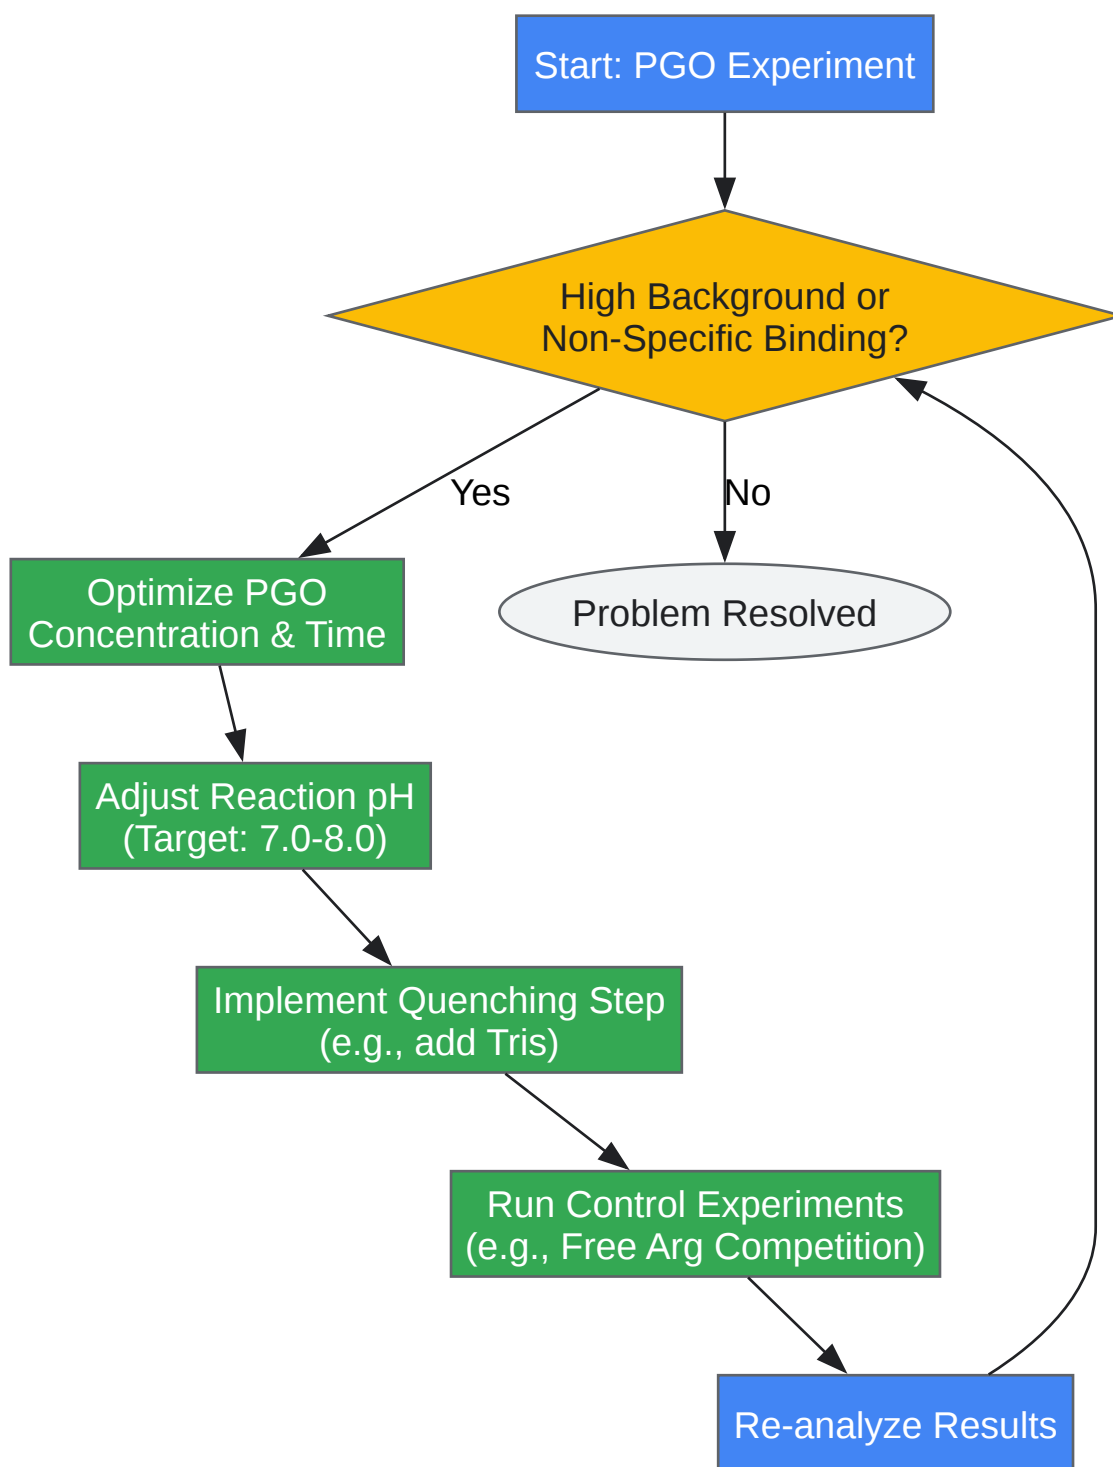 Start: PGO Experiment
High Background or
Non-Specific Binding?
Yes
No
Optimize PGO
Concentration & Time
Problem Resolved
Adjust Reaction pH
(Target: 7.0-8.0)
Implement Quenching Step
(e.g., add Tris)
Run Control Experiments
(e.g., Free Arg Competition)
Re-analyze Results